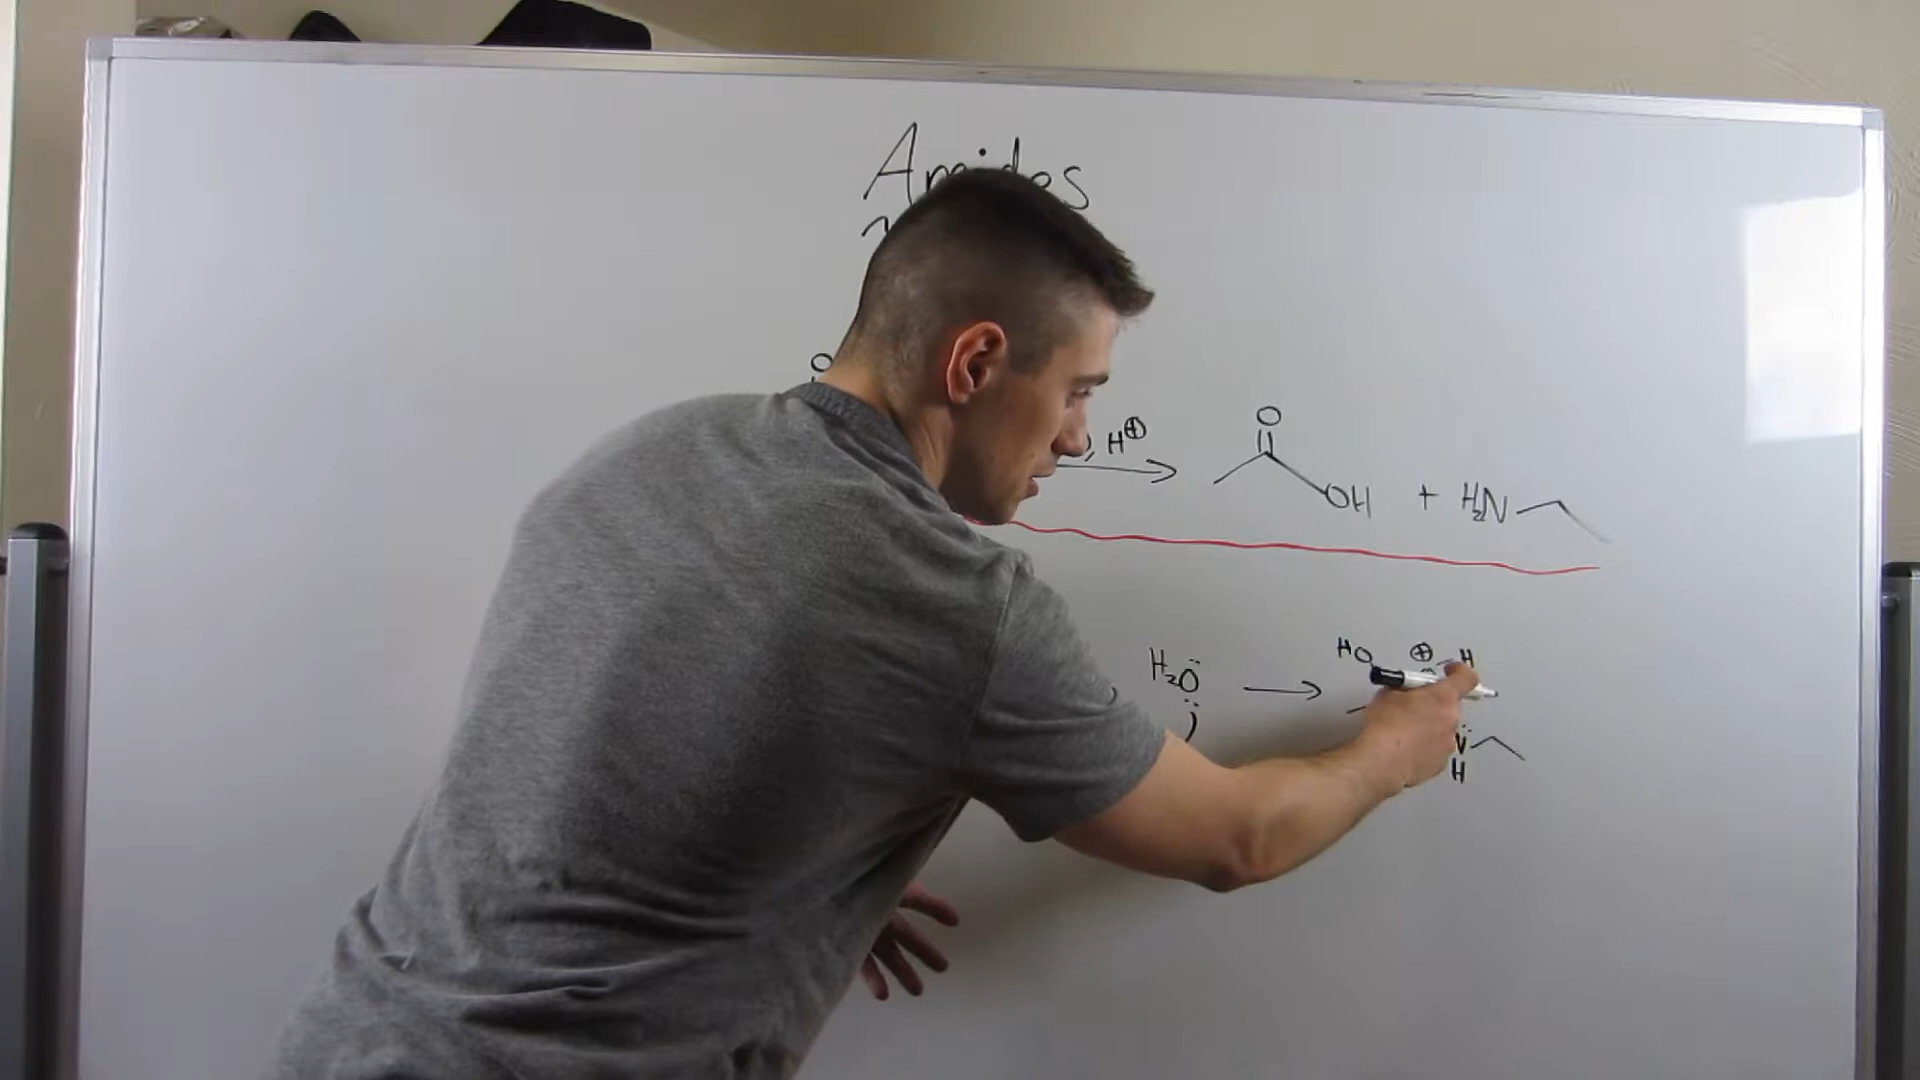 Amides
O
, H⊕
O
OH + H₂N
H₂O
HO ⊕ H
N
H